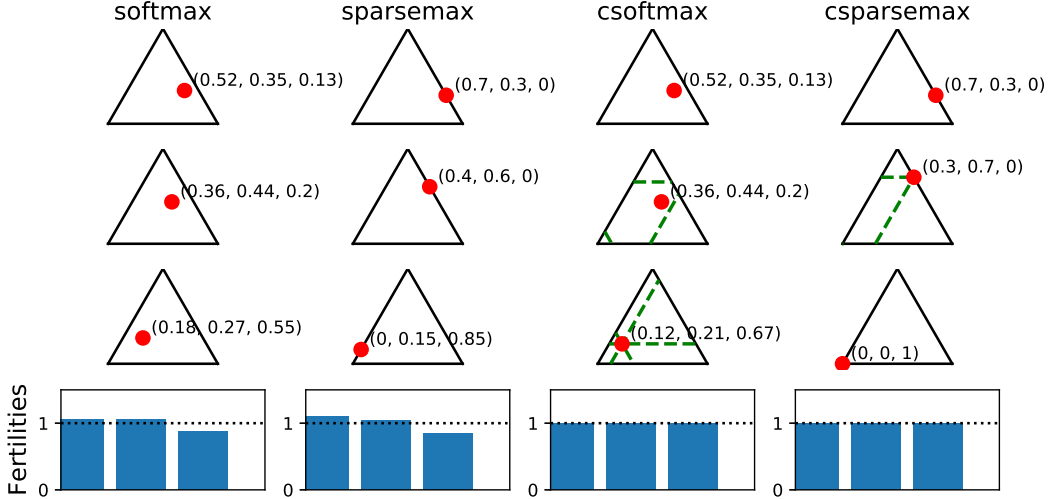 softmax sparsemax csoftmax csparsemax
(0.52, 0.35, 0.13) (0.7, 0.3, 0) (0.52, 0.35, 0.13) (0.7, 0.3, 0)
(0.36, 0.44, 0.2) (0.4, 0.6, 0) (0.36, 0.44, 0.2) (0.3, 0.7, 0)
(0.18, 0.27, 0.55) (0, 0.15, 0.85) (0.12, 0.21, 0.67) (0, 0, 1)
Fertilities
1 1 1 1
0 0 0 0